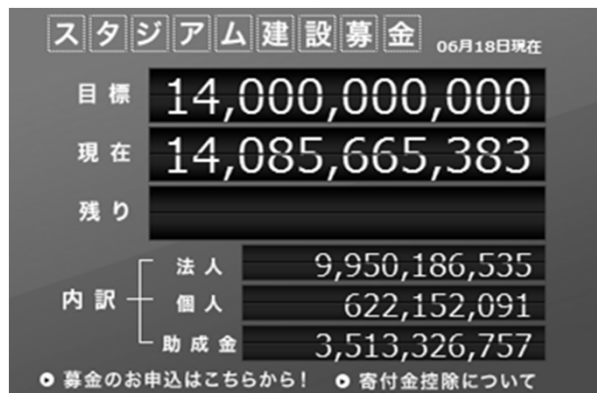 スタジアム建設募金 06月18日現在
目標 14,000,000,000
現在 14,085,665,383
残り
内訳
法人 9,950,186,535
個人 622,152,091
助成金 3,513,326,757
募金のお申込はこちらから! 寄付金控除について